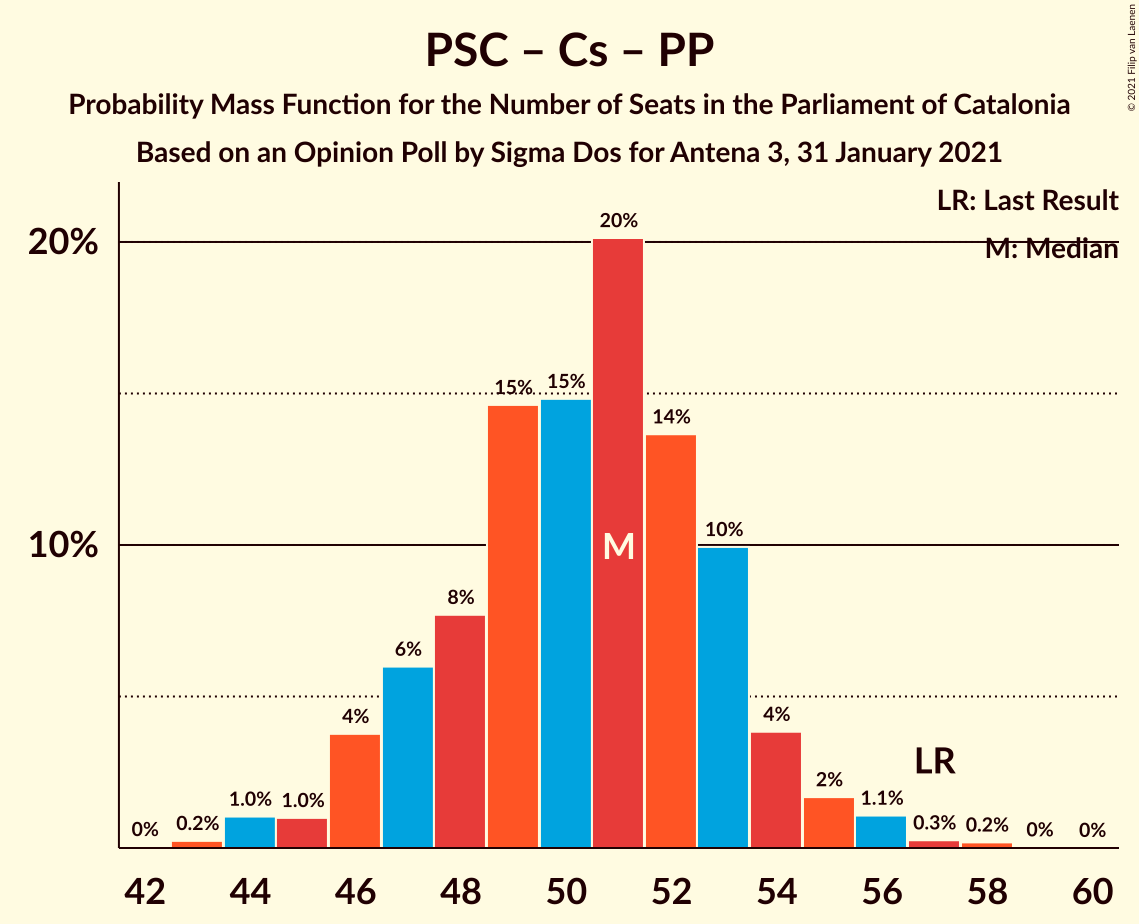 PSC – Cs – PP
Probability Mass Function for the Number of Seats in the Parliament of Catalonia
Based on an Opinion Poll by Sigma Dos for Antena 3, 31 January 2021
© 2021 Filip van Laenen
LR: Last Result
M: Median
20%
10%
0%
0.2%
1.0%
1.0%
4%
6%
8%
15%
15%
20%
14%
10%
4%
2%
1.1%
0.3%
0.2%
0%
0%
M
LR
42 44 46 48 50 52 54 56 58 60